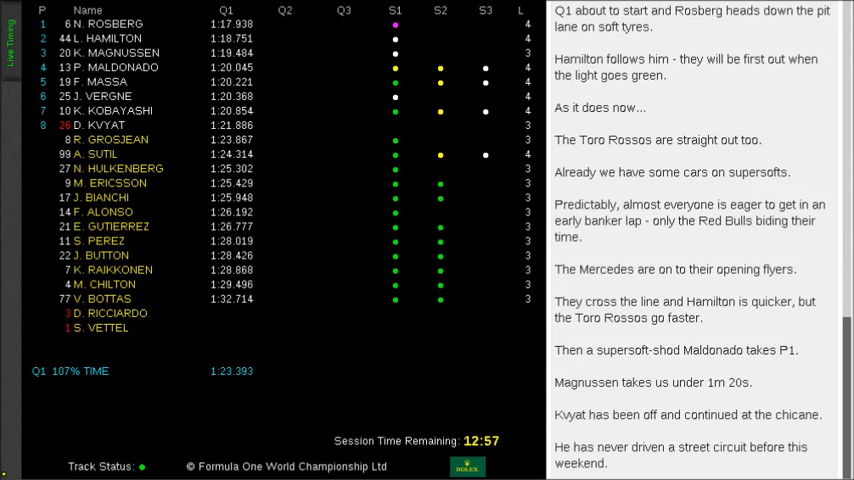 Live Timing
P Name Q1 Q2 Q3 S1 S2 S3 L
1 6 N. ROSBERG 1:17.938 4
2 44 L. HAMILTON 1:18.751 4
3 20 K. MAGNUSSEN 1:19.484 3
4 13 P. MALDONADO 1:20.045 4
5 19 F. MASSA 1:20.221 4
6 25 J. VERGNE 1:20.368 4
7 10 K. KOBAYASHI 1:20.854 4
8 26 D. KVYAT 1:21.886 3
8 R. GROSJEAN 1:23.867 3
99 A. SUTIL 1:24.314 4
27 N. HULKENBERG 1:25.302 3
9 M. ERICSSON 1:25.429 3
17 J. BIANCHI 1:25.948 3
14 F. ALONSO 1:26.192 3
21 E. GUTIERREZ 1:26.777 3
11 S. PEREZ 1:28.019 3
22 J. BUTTON 1:28.426 3
7 K. RAIKKONEN 1:28.868 3
4 M. CHILTON 1:29.496 3
77 V. BOTTAS 1:32.714 3
3 D. RICCIARDO
1 S. VETTEL
Q1 107% TIME 1:23.393
Session Time Remaining: 12:57
Track Status: © Formula One World Championship Ltd
ROLEX
Q1 about to start and Rosberg heads down the pit
lane on soft tyres.
Hamilton follows him - they will be first out when
the light goes green.
As it does now...
The Toro Rossos are straight out too.
Already we have some cars on supersofts.
Predictably, almost everyone is eager to get in an
early banker lap - only the Red Bulls biding their
time.
The Mercedes are on to their opening flyers.
They cross the line and Hamilton is quicker, but
the Toro Rossos go faster.
Then a supersoft-shod Maldonado takes P1.
Magnussen takes us under 1m 20s.
Kvyat has been off and continued at the chicane.
He has never driven a street circuit before this
weekend.